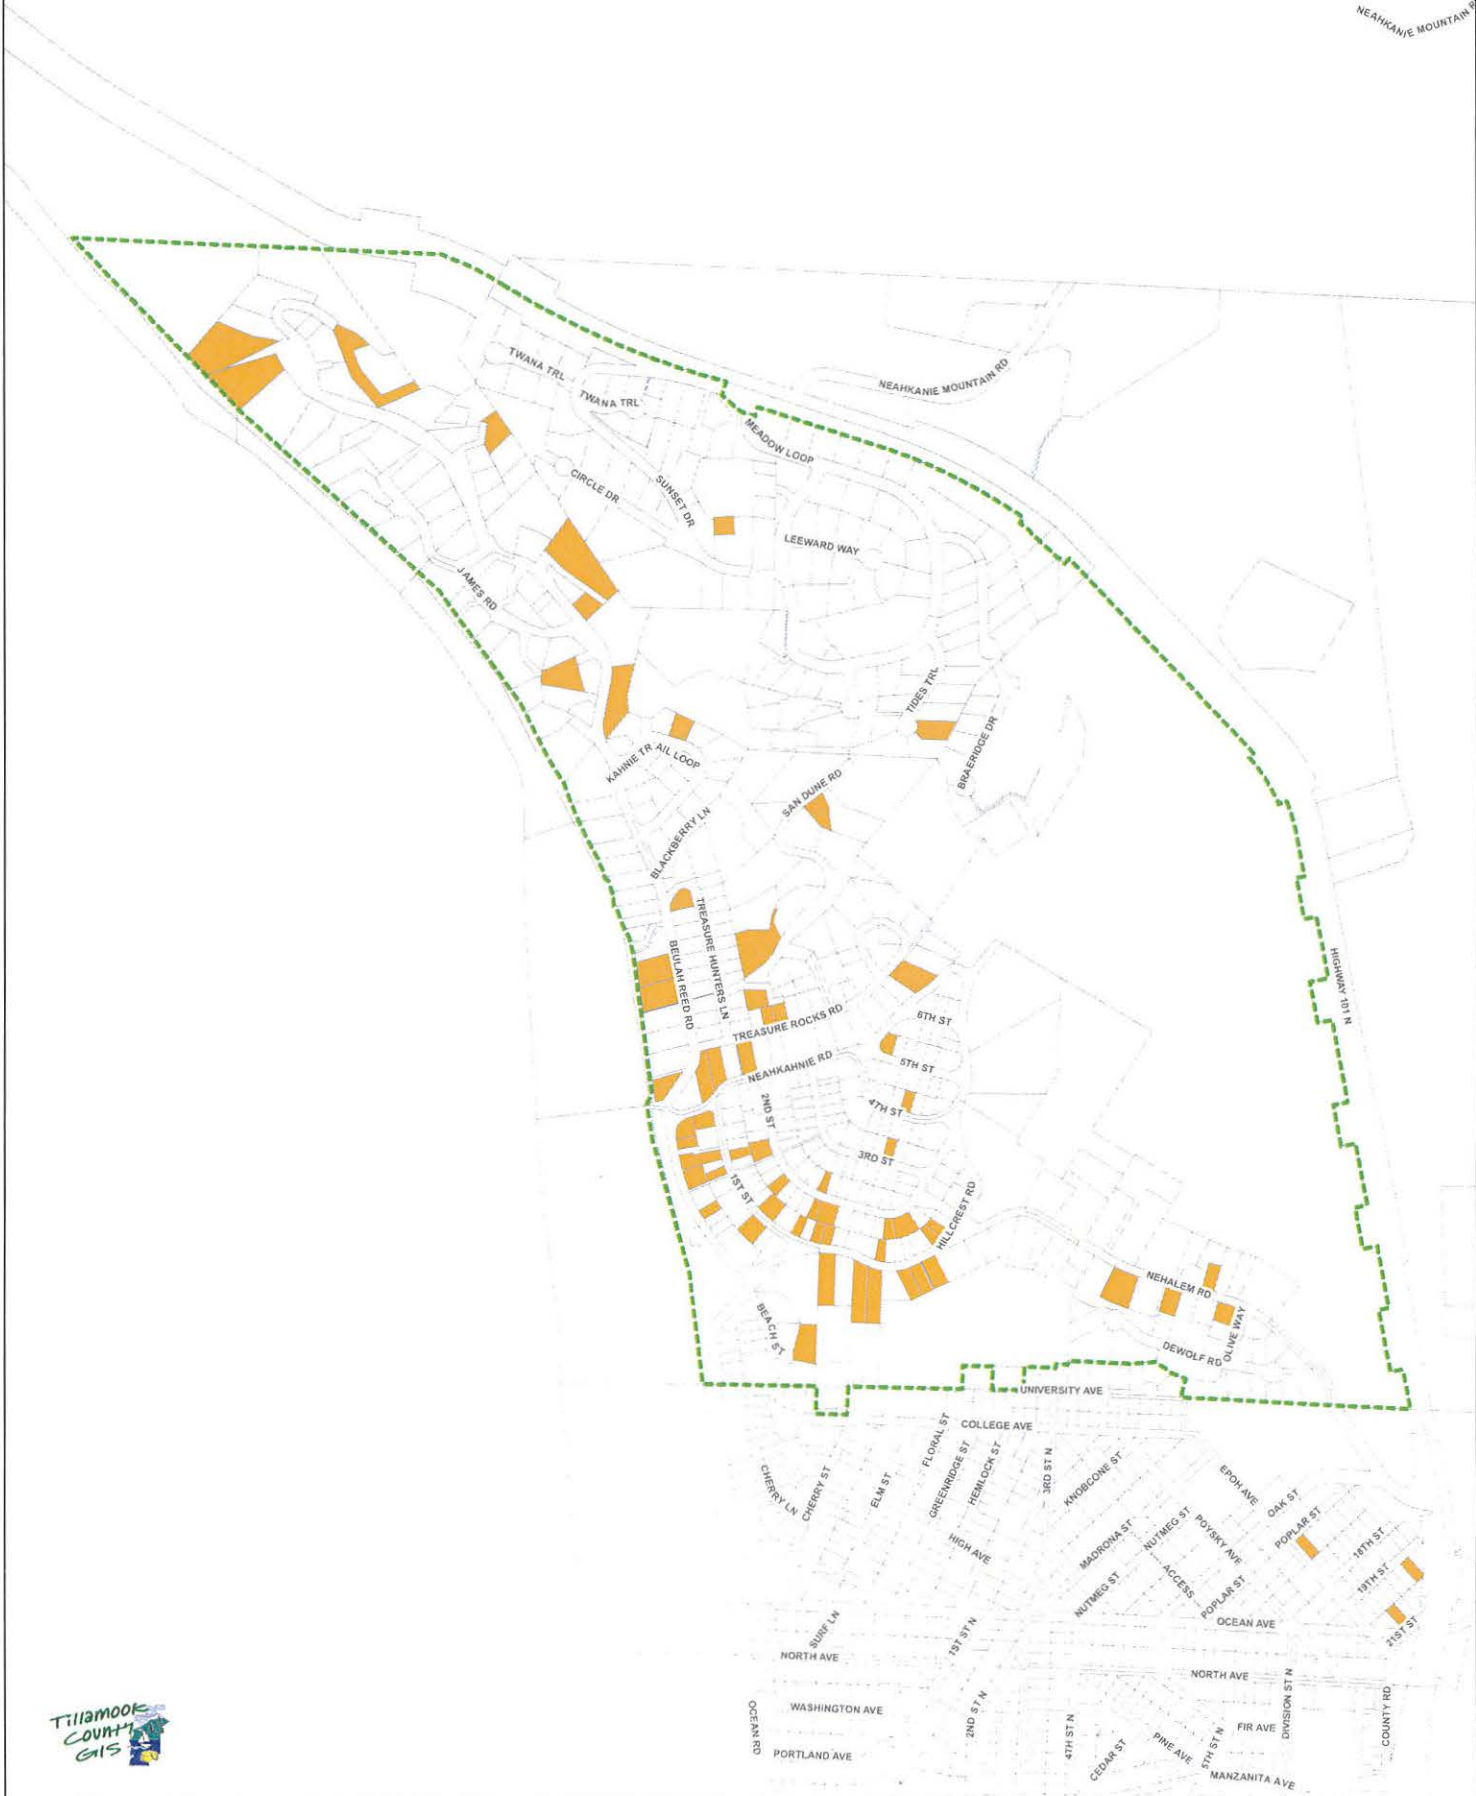 NEAHKANIE MOUNTAIN R
TWANA TRL
TWANA TRL
NEAHKANIE MOUNTAIN RD
MEADOW LOOP
CIRCLE DR
SUNSET DR
LEEWARD WAY
JAMES RD
TIDES TRL
BRAERIDGE DR
KAHNIE TR AIL LOOP
SAN DUNE RD
BLACKBERRY LN
TREASURE HUNTERS LN
BEULAH REED RD
HIGHWAY 101 N
TREASURE ROCKS RD
6TH ST
NEAHKAHNIE RD
5TH ST
2ND ST
4TH ST
3RD ST
1ST ST
HILLCREST RD
NEHALEM RD
BEACH ST
OLIVE WAY
DEWOLF RD
UNIVERSITY AVE
COLLEGE AVE
FLORAL ST
CHERRY LN
CHERRY ST
ELM ST
GREENRIDGE ST
HEMLOCK ST
3RD ST N
KNOBCONE ST
EPOH AVE
OAK ST
POPLAR ST
HIGH AVE
MADRONA ST
NUTMEG ST
POYSKY AVE
18TH ST
19TH ST
NUTMEG ST
ACCESS
POPLAR ST
OCEAN AVE
21ST ST
SURF LN
1ST ST N
NORTH AVE
NORTH AVE
WASHINGTON AVE
OCEAN RD
2ND ST N
4TH ST N
DIVISION ST N
COUNTY RD
FIR AVE
PORTLAND AVE
CEDAR ST
PINE AVE
5TH ST N
MANZANITA AVE
Tillamook
County
GIS